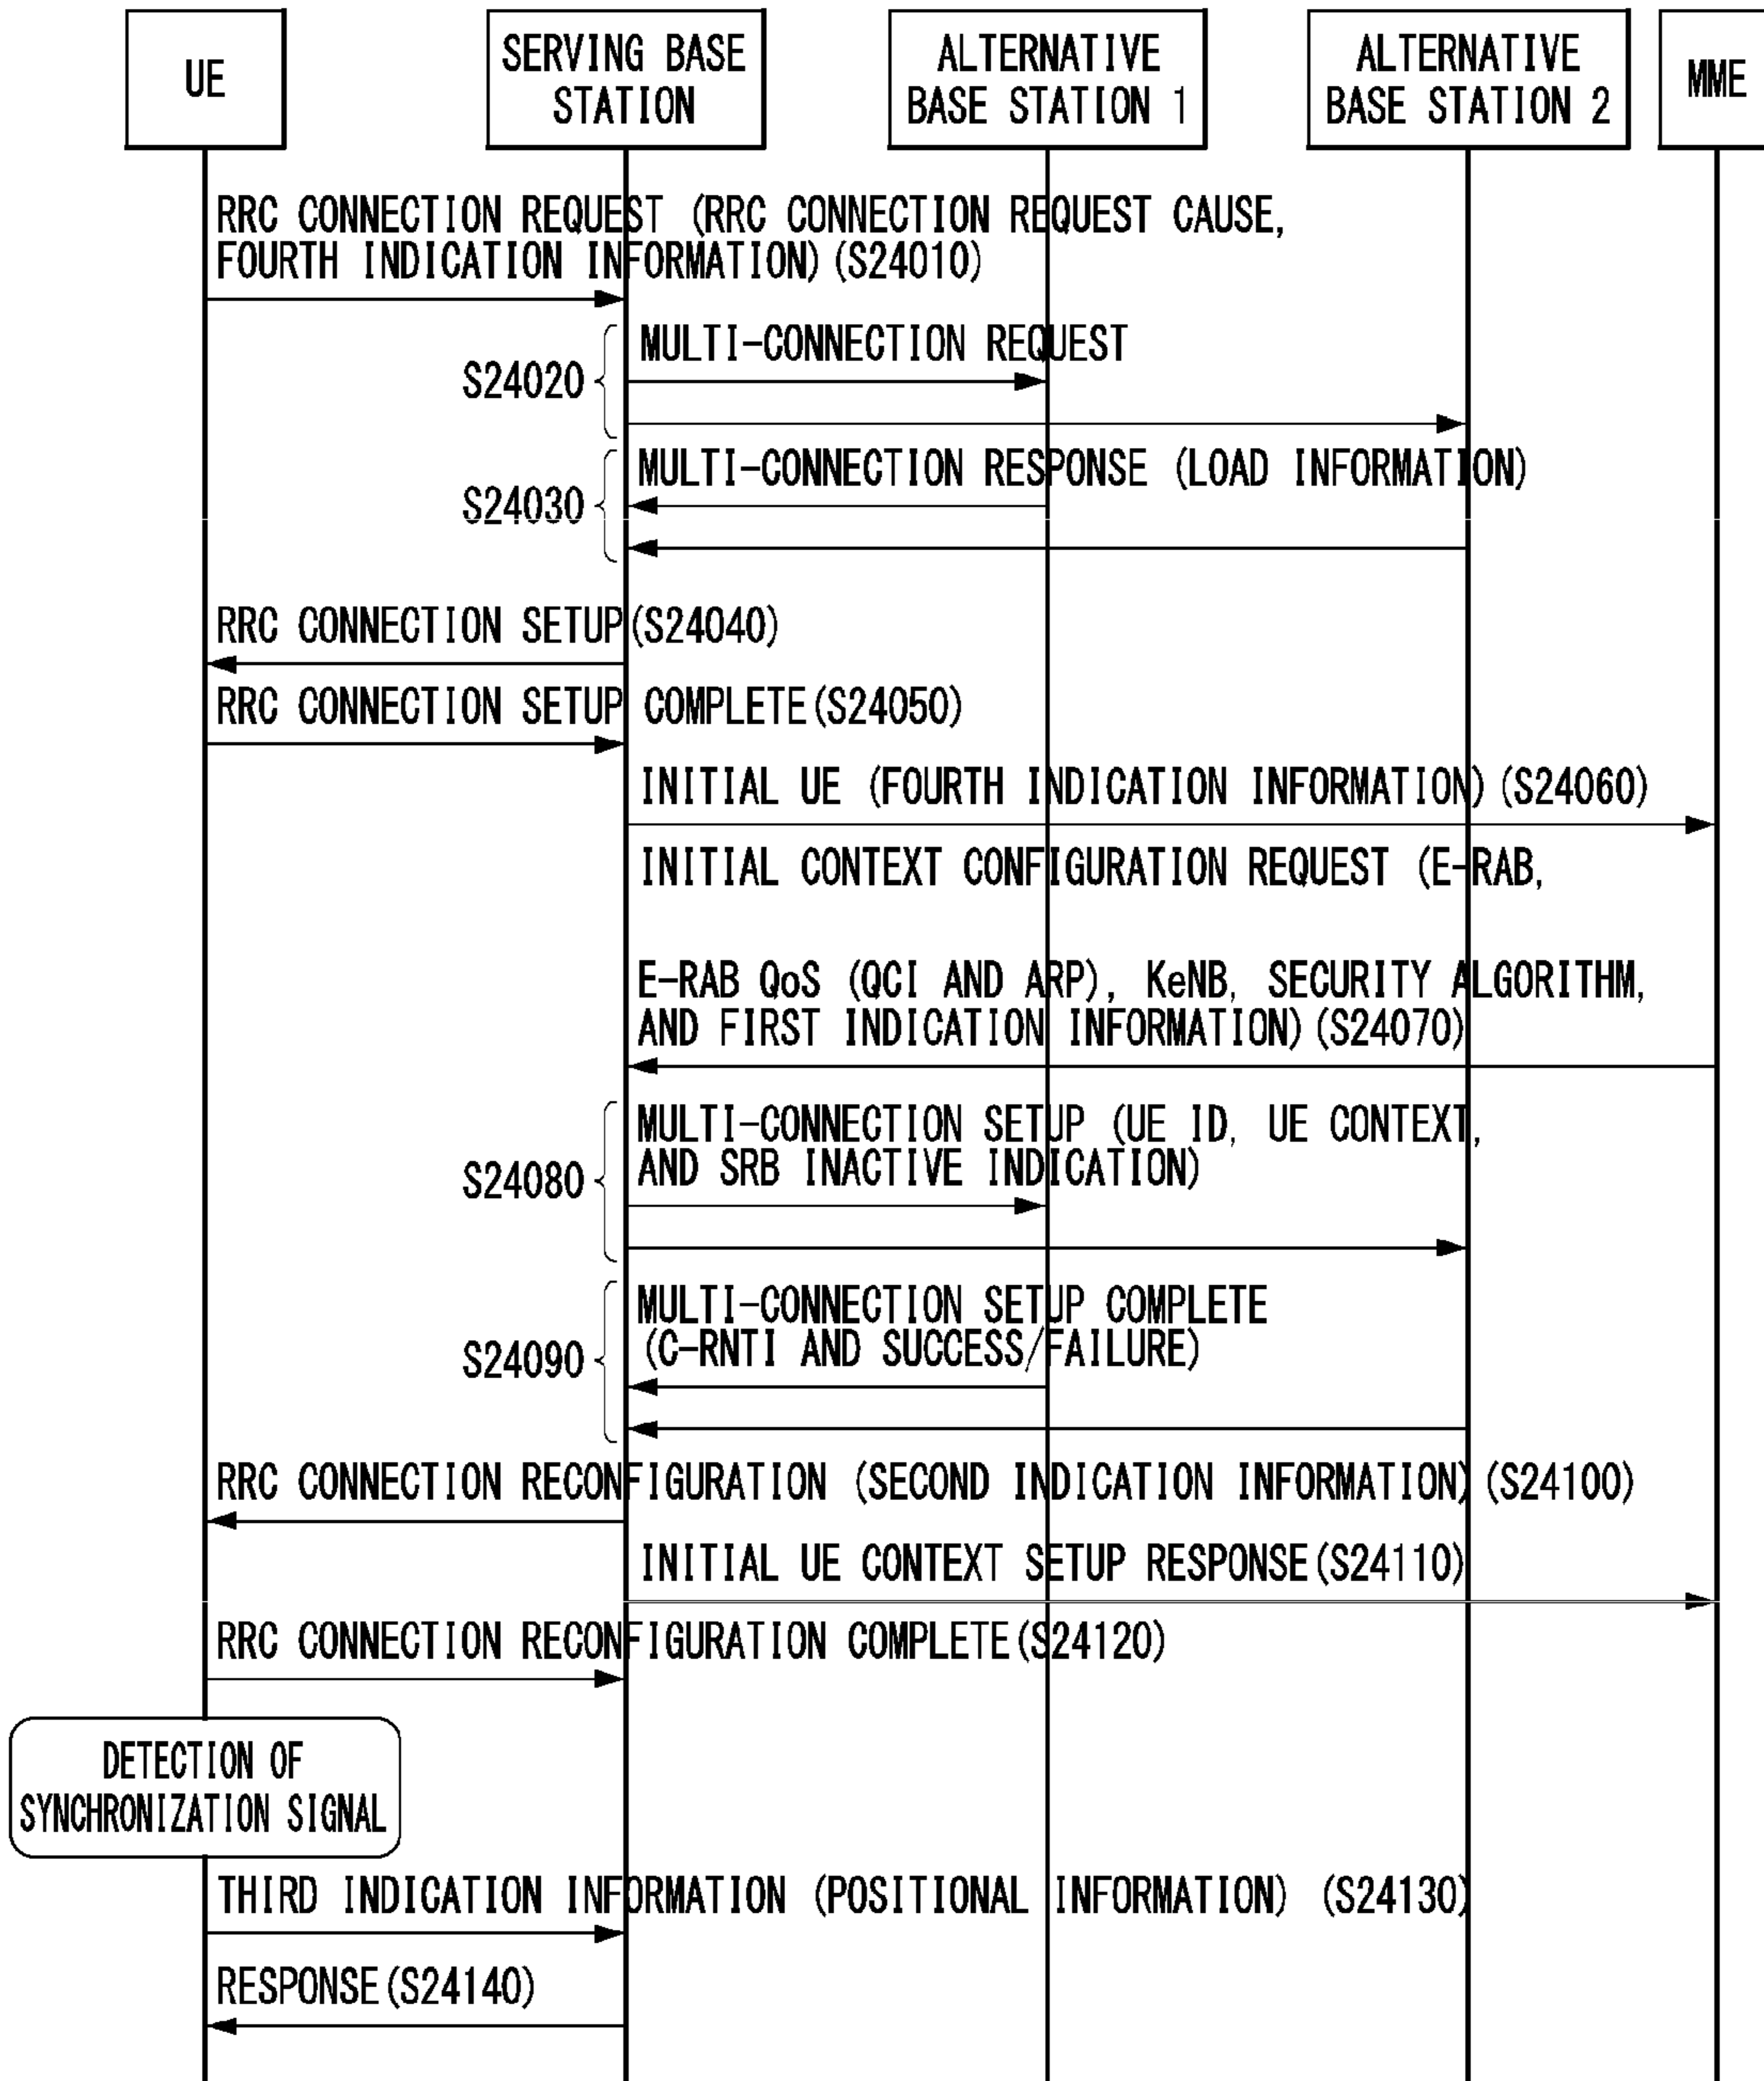 UE
SERVING BASE
STATION
ALTERNATIVE
BASE STATION 1
ALTERNATIVE
BASE STATION 2
MME
RRC CONNECTION REQUEST (RRC CONNECTION REQUEST CAUSE,
FOURTH INDICATION INFORMATION) (S24010)
MULTI-CONNECTION REQUEST
S24020
MULTI-CONNECTION RESPONSE (LOAD INFORMATION)
S24030
RRC CONNECTION SETUP(S24040)
RRC CONNECTION SETUP COMPLETE(S24050)
INITIAL UE (FOURTH INDICATION INFORMATION) (S24060)
INITIAL CONTEXT CONFIGURATION REQUEST (E-RAB,
E-RAB QoS (QCI AND ARP), KeNB, SECURITY ALGORITHM,
AND FIRST INDICATION INFORMATION) (S24070)
MULTI-CONNECTION SETUP (UE ID, UE CONTEXT,
AND SRB INACTIVE INDICATION)
S24080
MULTI-CONNECTION SETUP COMPLETE
(C-RNTI AND SUCCESS/FAILURE)
S24090
RRC CONNECTION RECONFIGURATION (SECOND INDICATION INFORMATION) (S24100)
INITIAL UE CONTEXT SETUP RESPONSE(S24110)
RRC CONNECTION RECONFIGURATION COMPLETE(S24120)
DETECTION OF
SYNCHRONIZATION SIGNAL
THIRD INDICATION INFORMATION (POSITIONAL INFORMATION) (S24130)
RESPONSE(S24140)